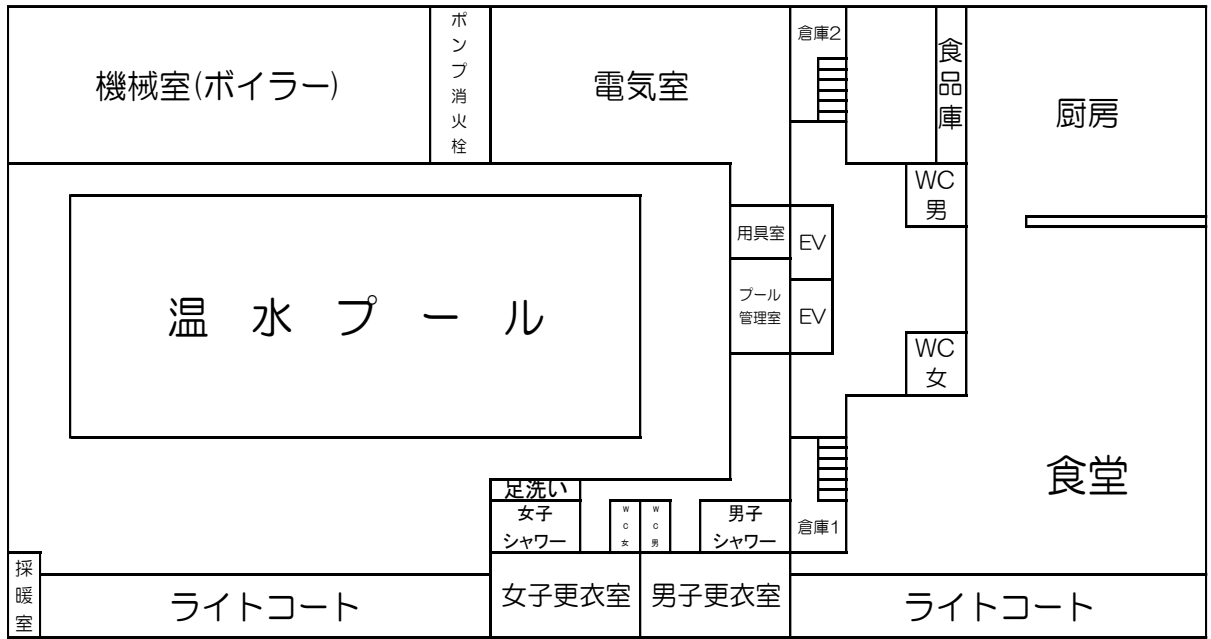 機械室(ボイラー)
ポンプ消火栓
電気室
倉庫2
食品庫
厨房
WC
男
用具室
EV
温水プール
プール
管理室
EV
WC
女
食堂
足洗い
女子
シャワー
WC女
WC男
男子
シャワー
倉庫1
採暖室
ライトコート
女子更衣室
男子更衣室
ライトコート